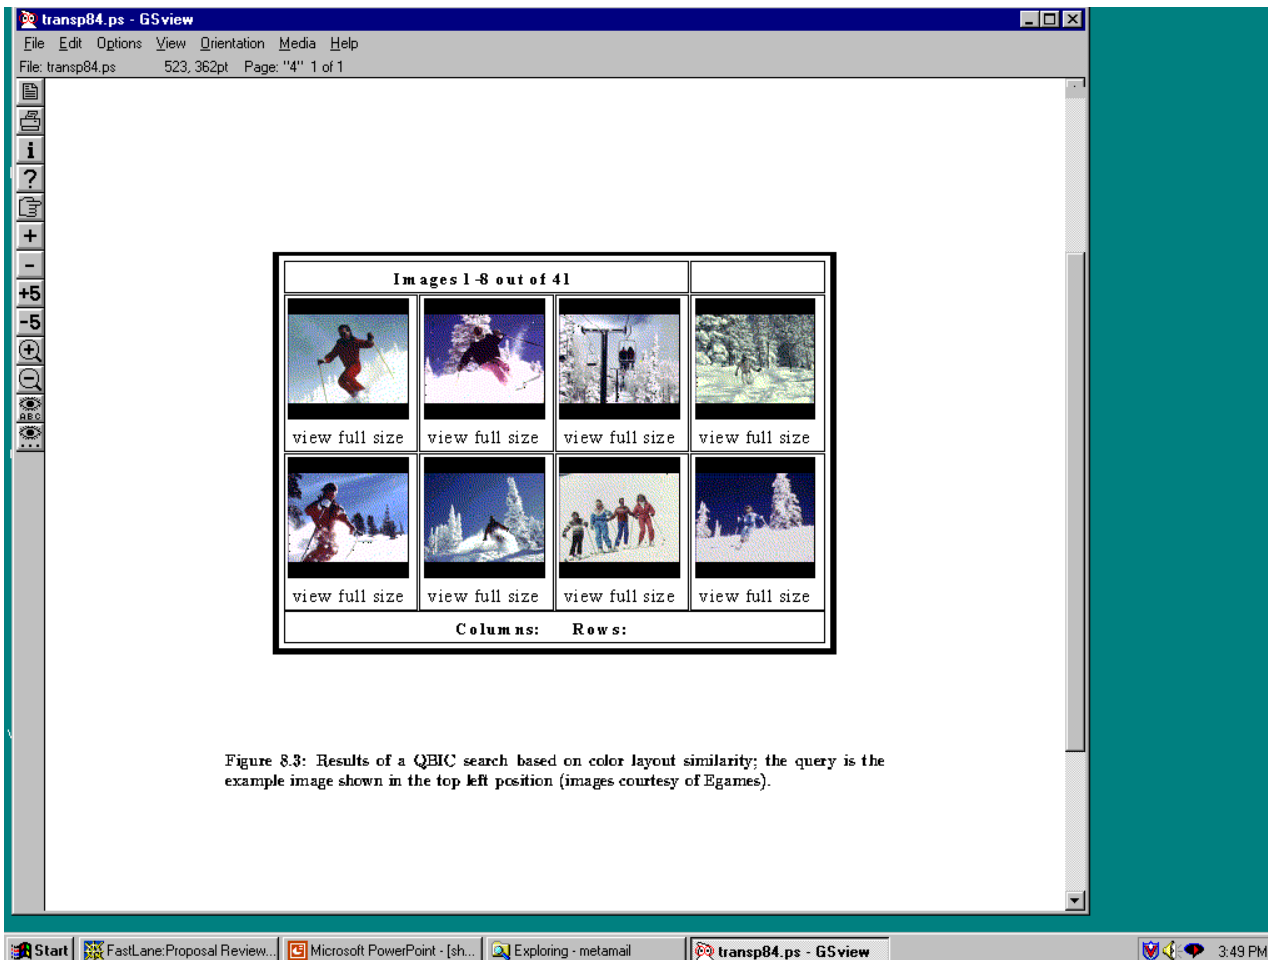 transp84.ps - GSview
File Edit Options View Orientation Media Help
File: transp84.ps 523, 362pt Page: "4" 1 of 1
i
?
+
-
+5
-5
ABC
Images 1-8 out of 41
view full size view full size view full size view full size
view full size view full size view full size view full size
Columns: Rows:
Figure 8.3: Results of a QBIC search based on color layout similarity; the query is the
example image shown in the top left position (images courtesy of Egames).
Start FastLane:Proposal Review... Microsoft PowerPoint - [sh... Exploring - metamail transp84.ps - GSview 3:49 PM